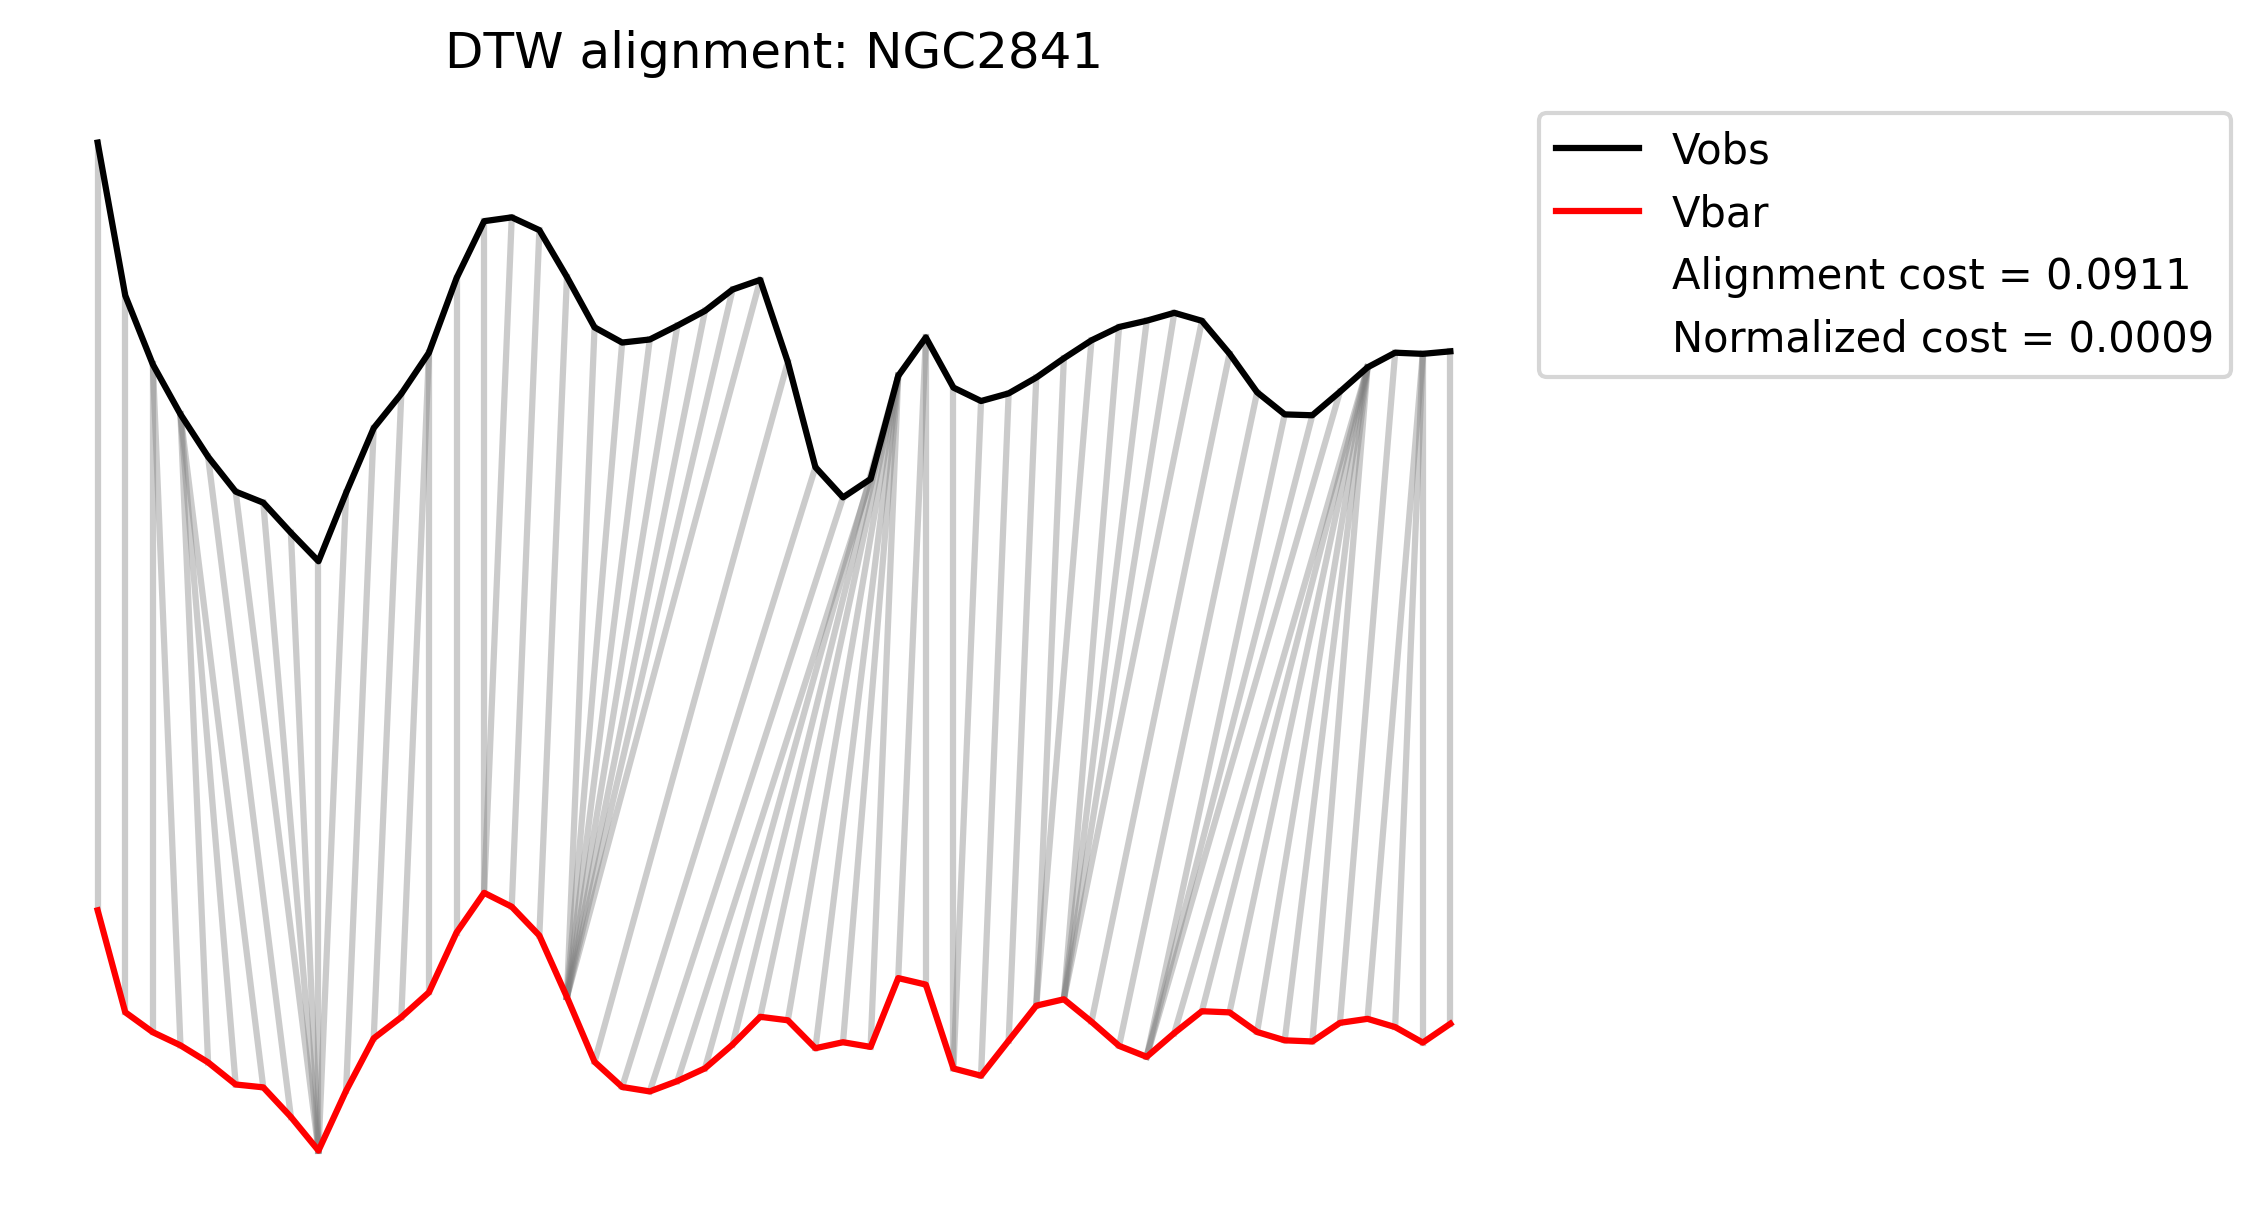 DTW alignment: NGC2841
Vobs
Vbar
Alignment cost = 0.0911
Normalized cost = 0.0009